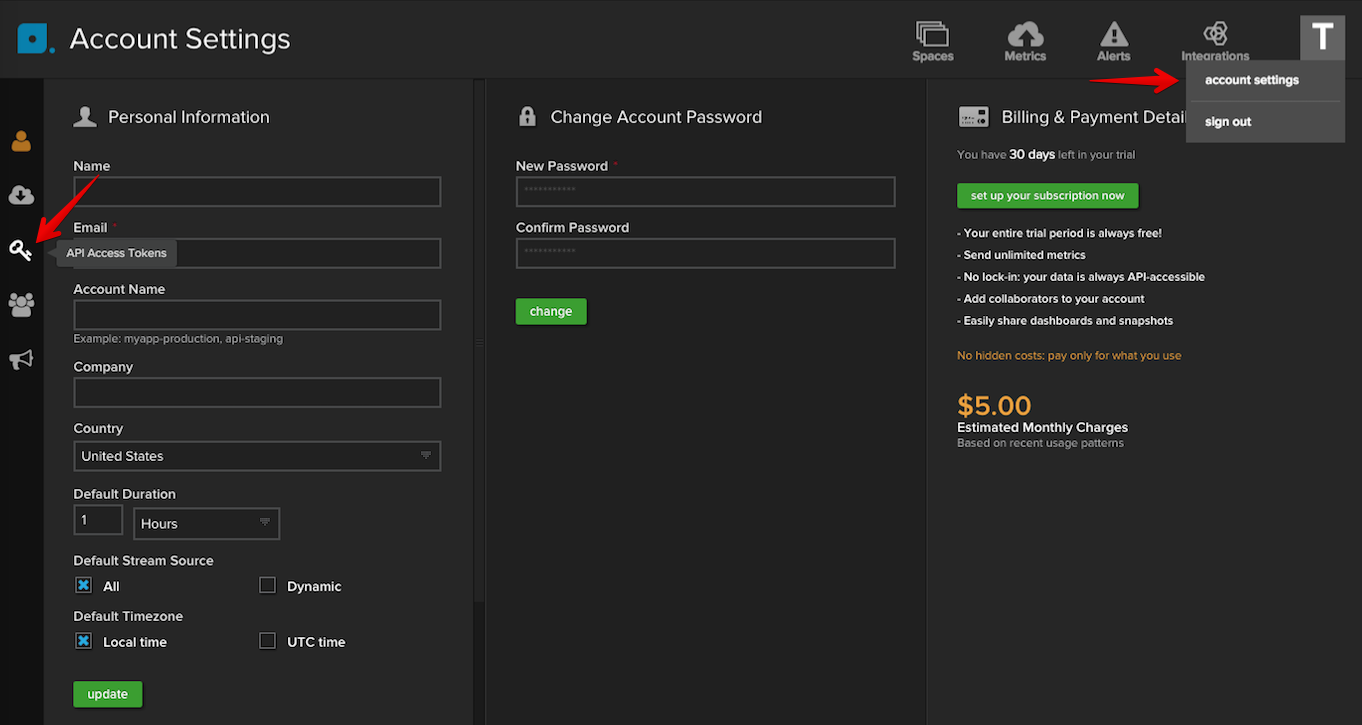 Account Settings
Spaces
Metrics
Alerts
Integrations
T
account settings
sign out
Personal Information
Name
Email *
API Access Tokens
Account Name
Example: myapp-production, api-staging
Company
Country
United States
Default Duration
1
Hours
Default Stream Source
All
Dynamic
Default Timezone
Local time
UTC time
update
Change Account Password
New Password *
***********
Confirm Password
***********
change
Billing & Payment Detail
You have 30 days left in your trial
set up your subscription now
- Your entire trial period is always free!
- Send unlimited metrics
- No lock-in: your data is always API-accessible
- Add collaborators to your account
- Easily share dashboards and snapshots
No hidden costs: pay only for what you use
$5.00
Estimated Monthly Charges
Based on recent usage patterns